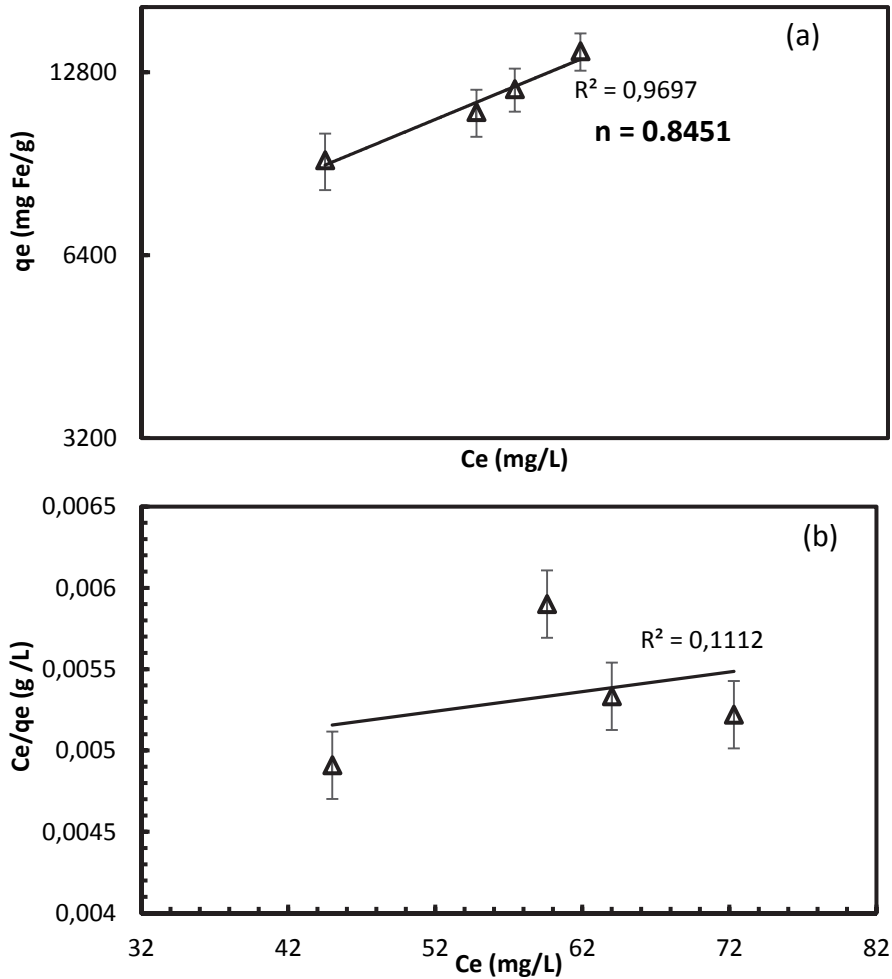 (a)
12800
R² = 0,9697
n = 0.8451
qe (mg Fe/g)
6400
3200
Ce (mg/L)
0,0065
(b)
0,006
R² = 0,1112
0,0055
Ce/qe (g /L)
0,005
0,0045
0,004
32 42 52 62 72 82
Ce (mg/L)